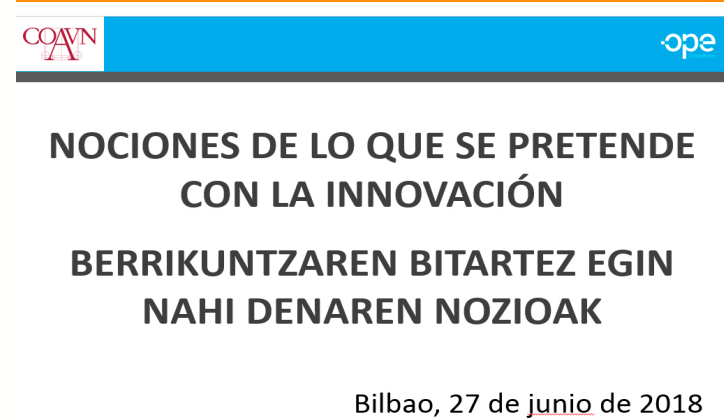 COAVN
ope
NOCIONES DE LO QUE SE PRETENDE
CON LA INNOVACIÓN
BERRIKUNTZAREN BITARTEZ EGIN
NAHI DENAREN NOZIOAK
Bilbao, 27 de junio de 2018